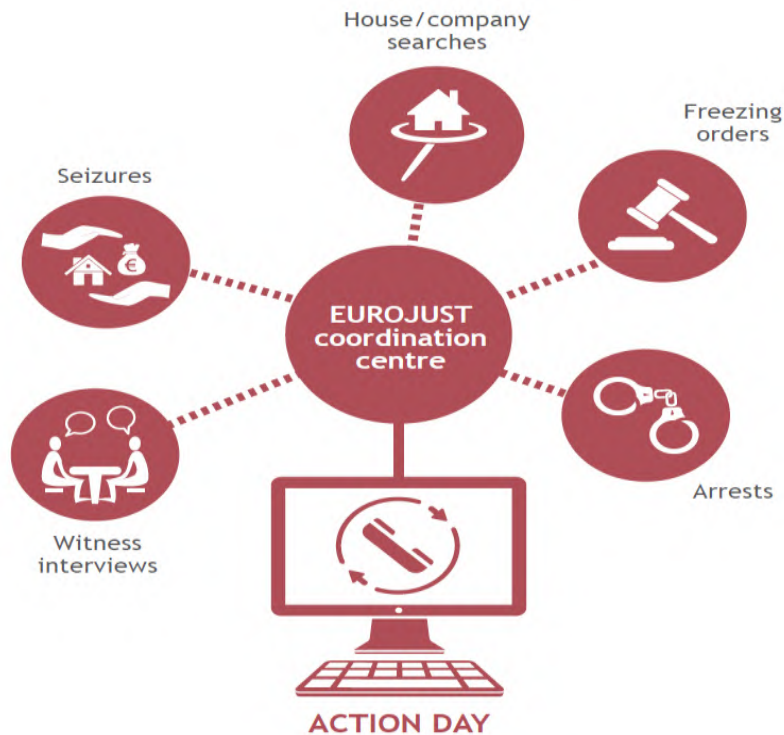 House/company
searches
Freezing
orders
Seizures
EUROJUST
coordination
centre
€
Arrests
Witness
interviews
ACTION DAY